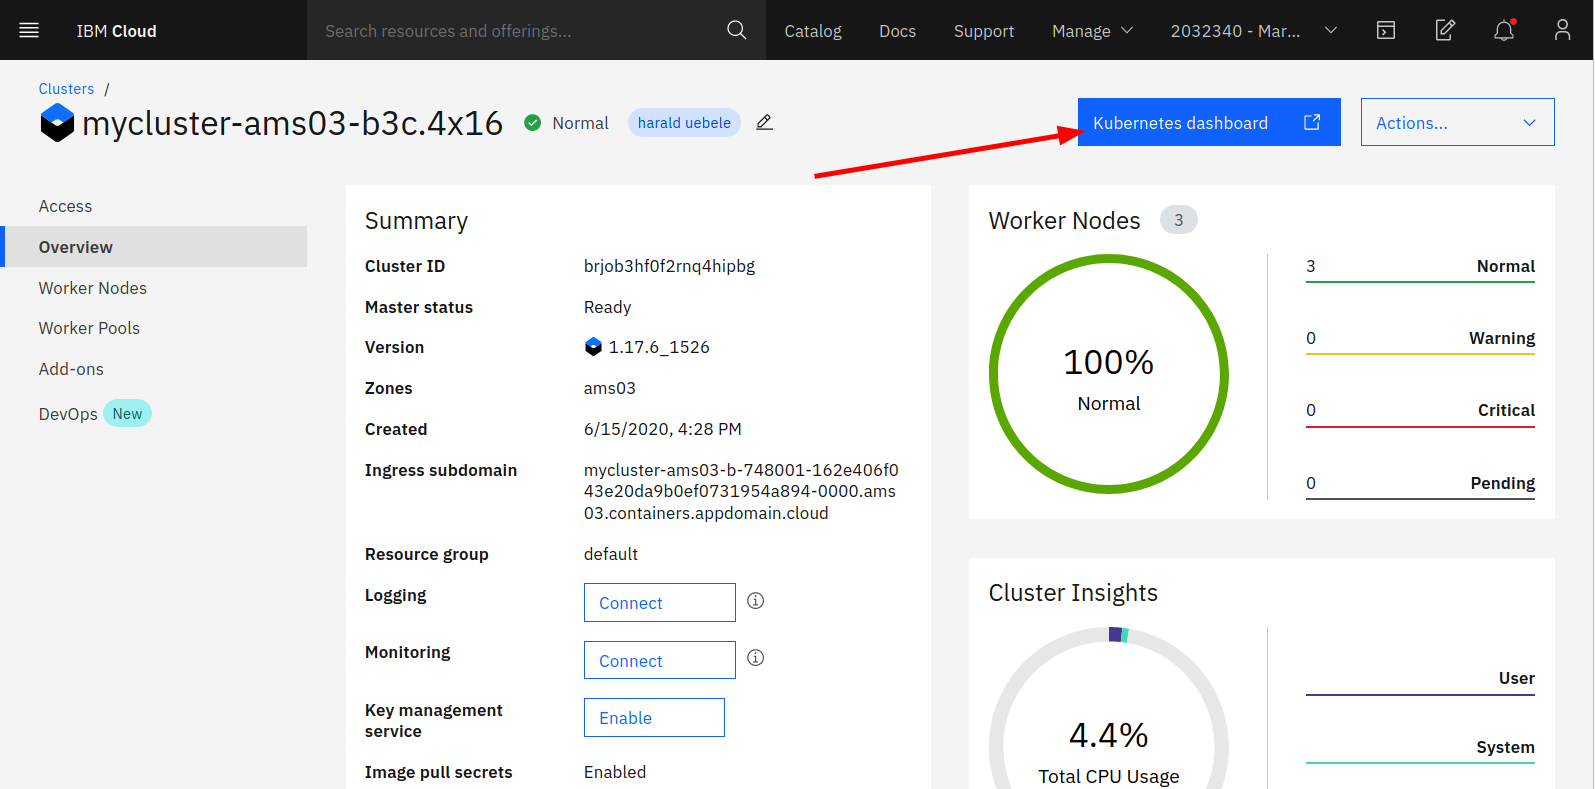 IBM Cloud
Search resources and offerings...
Catalog
Docs
Support
Manage
2032340 - Mar...
Clusters /
mycluster-ams03-b3c.4x16
Normal
harald uebele
Kubernetes dashboard
Actions...
Access
Overview
Worker Nodes
Worker Pools
Add-ons
DevOps New
Summary
Cluster ID brjob3hf0f2rnq4hipbg
Master status Ready
Version 1.17.6_1526
Zones ams03
Created 6/15/2020, 4:28 PM
Ingress subdomain mycluster-ams03-b-748001-162e406f0
43e20da9b0ef0731954a894-0000.ams
03.containers.appdomain.cloud
Resource group default
Logging Connect
Monitoring Connect
Key management
service
Enable
Image pull secrets Enabled
Worker Nodes 3
100%
Normal
3 Normal
0 Warning
0 Critical
0 Pending
Cluster Insights
4.4%
Total CPU Usage
User
System